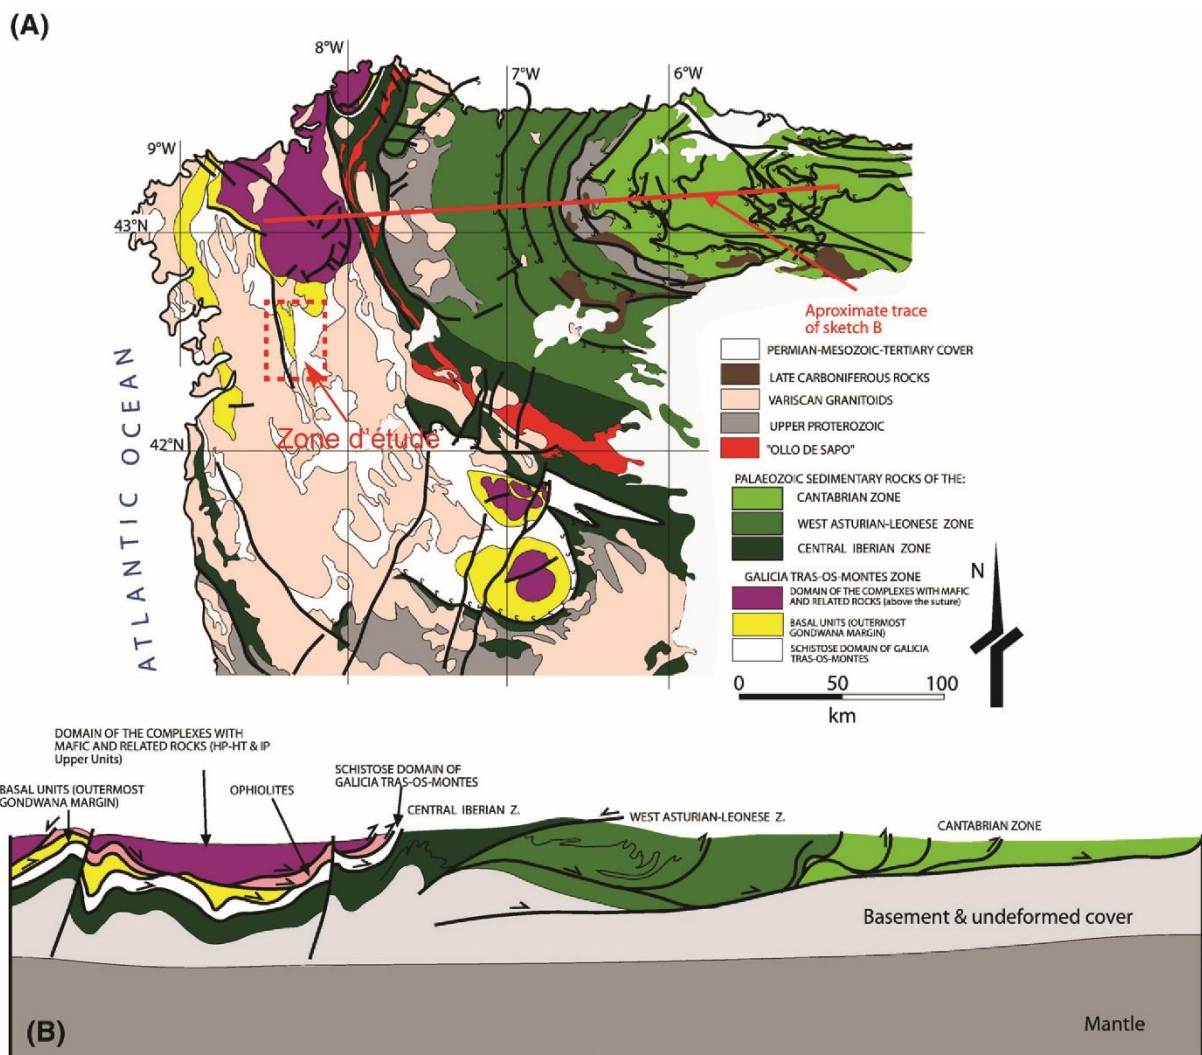 (A)
8°W
7°W
6°W
9°W
43°N
42°N
ATLANTIC OCEAN
Zone d'étude
Aproximate trace
of sketch B
PERMIAN-MESOZOIC-TERTIARY COVER
LATE CARBONIFEROUS ROCKS
VARISCAN GRANITOIDS
UPPER PROTEROZOIC
"OLLO DE SAPO"
PALAEOZOIC SEDIMENTARY ROCKS OF THE:
CANTABRIAN ZONE
WEST ASTURIAN-LEONESE ZONE
CENTRAL IBERIAN ZONE
GALICIA TRAS-OS-MONTES ZONE
DOMAIN OF THE COMPLEXES WITH MAFIC
AND RELATED ROCKS (above the suture)
BASAL UNITS (OUTERMOST
GONDWANA MARGIN)
SCHISTOSE DOMAIN OF GALICIA
TRAS-OS-MONTES
N
0 50 100
km
DOMAIN OF THE COMPLEXES WITH
MAFIC AND RELATED ROCKS (HP-HT & IP
Upper Units)
BASAL UNITS (OUTERMOST
GONDWANA MARGIN)
OPHIOLITES
SCHISTOSE DOMAIN OF
GALICIA TRAS-OS-MONTES
CENTRAL IBERIAN Z.
WEST ASTURIAN-LEONESE Z.
CANTABRIAN ZONE
Basement & undeformed cover
Mantle
(B)